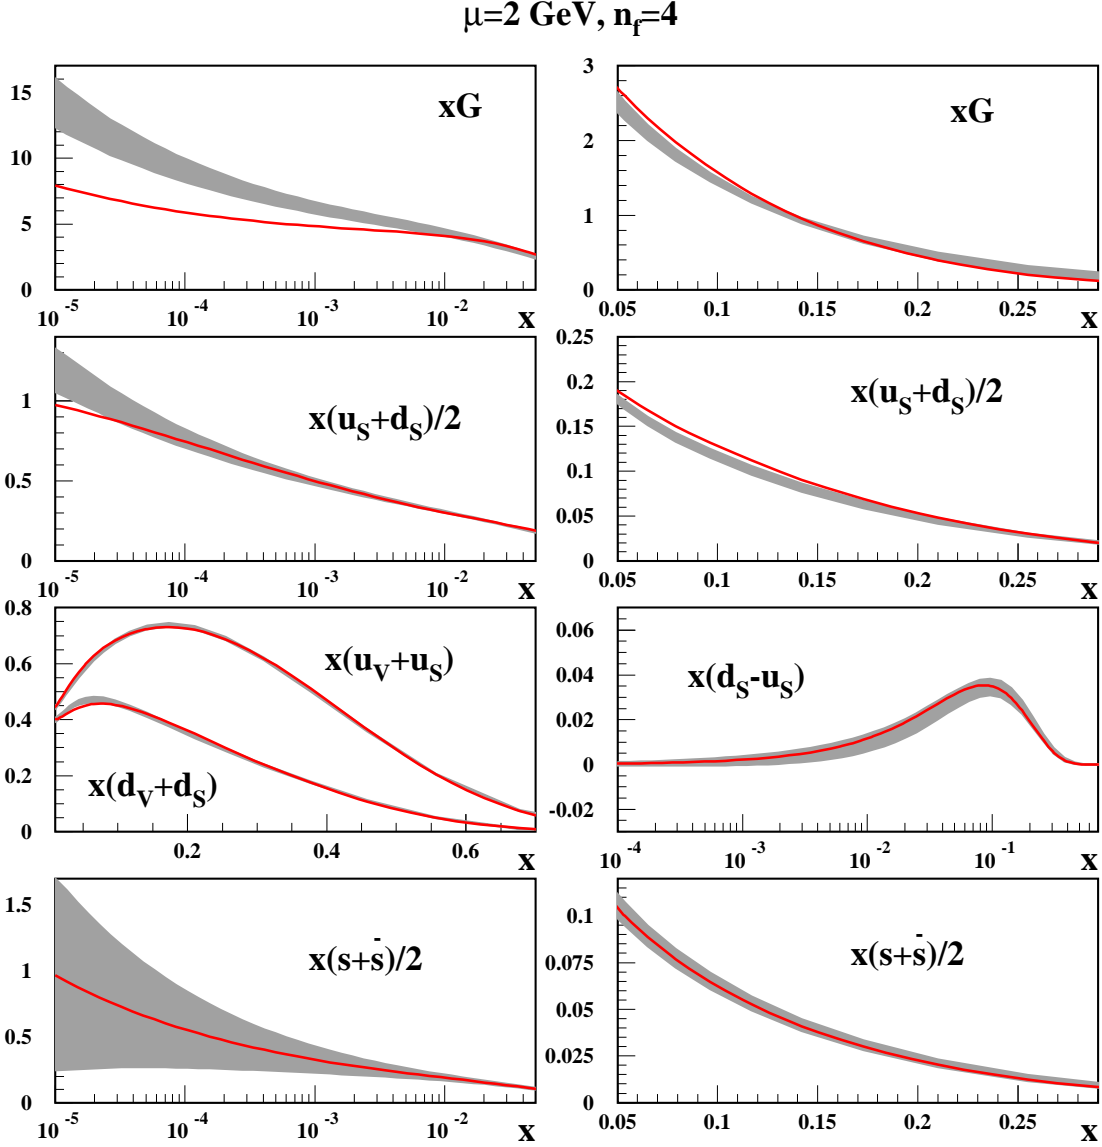 μ=2 GeV, n_f=4
15
10
5
0
xG
10^-5 10^-4 10^-3 10^-2 x
3
2
1
0
xG
0.05 0.1 0.15 0.2 0.25 x
1
0.5
0
x(u_S+d_S)/2
10^-5 10^-4 10^-3 10^-2 x
0.25
0.2
0.15
0.1
0.05
0
x(u_S+d_S)/2
0.05 0.1 0.15 0.2 0.25 x
0.8
0.6
0.4
0.2
0
x(u_V+u_S)
x(d_V+d_S)
0.2 0.4 0.6 x
0.06
0.04
0.02
0
-0.02
x(d_S-u_S)
10^-4 10^-3 10^-2 10^-1 x
1.5
1
0.5
0
x(s+s̄)/2
10^-5 10^-4 10^-3 10^-2 x
0.1
0.075
0.05
0.025
0
x(s+s̄)/2
0.05 0.1 0.15 0.2 0.25 x